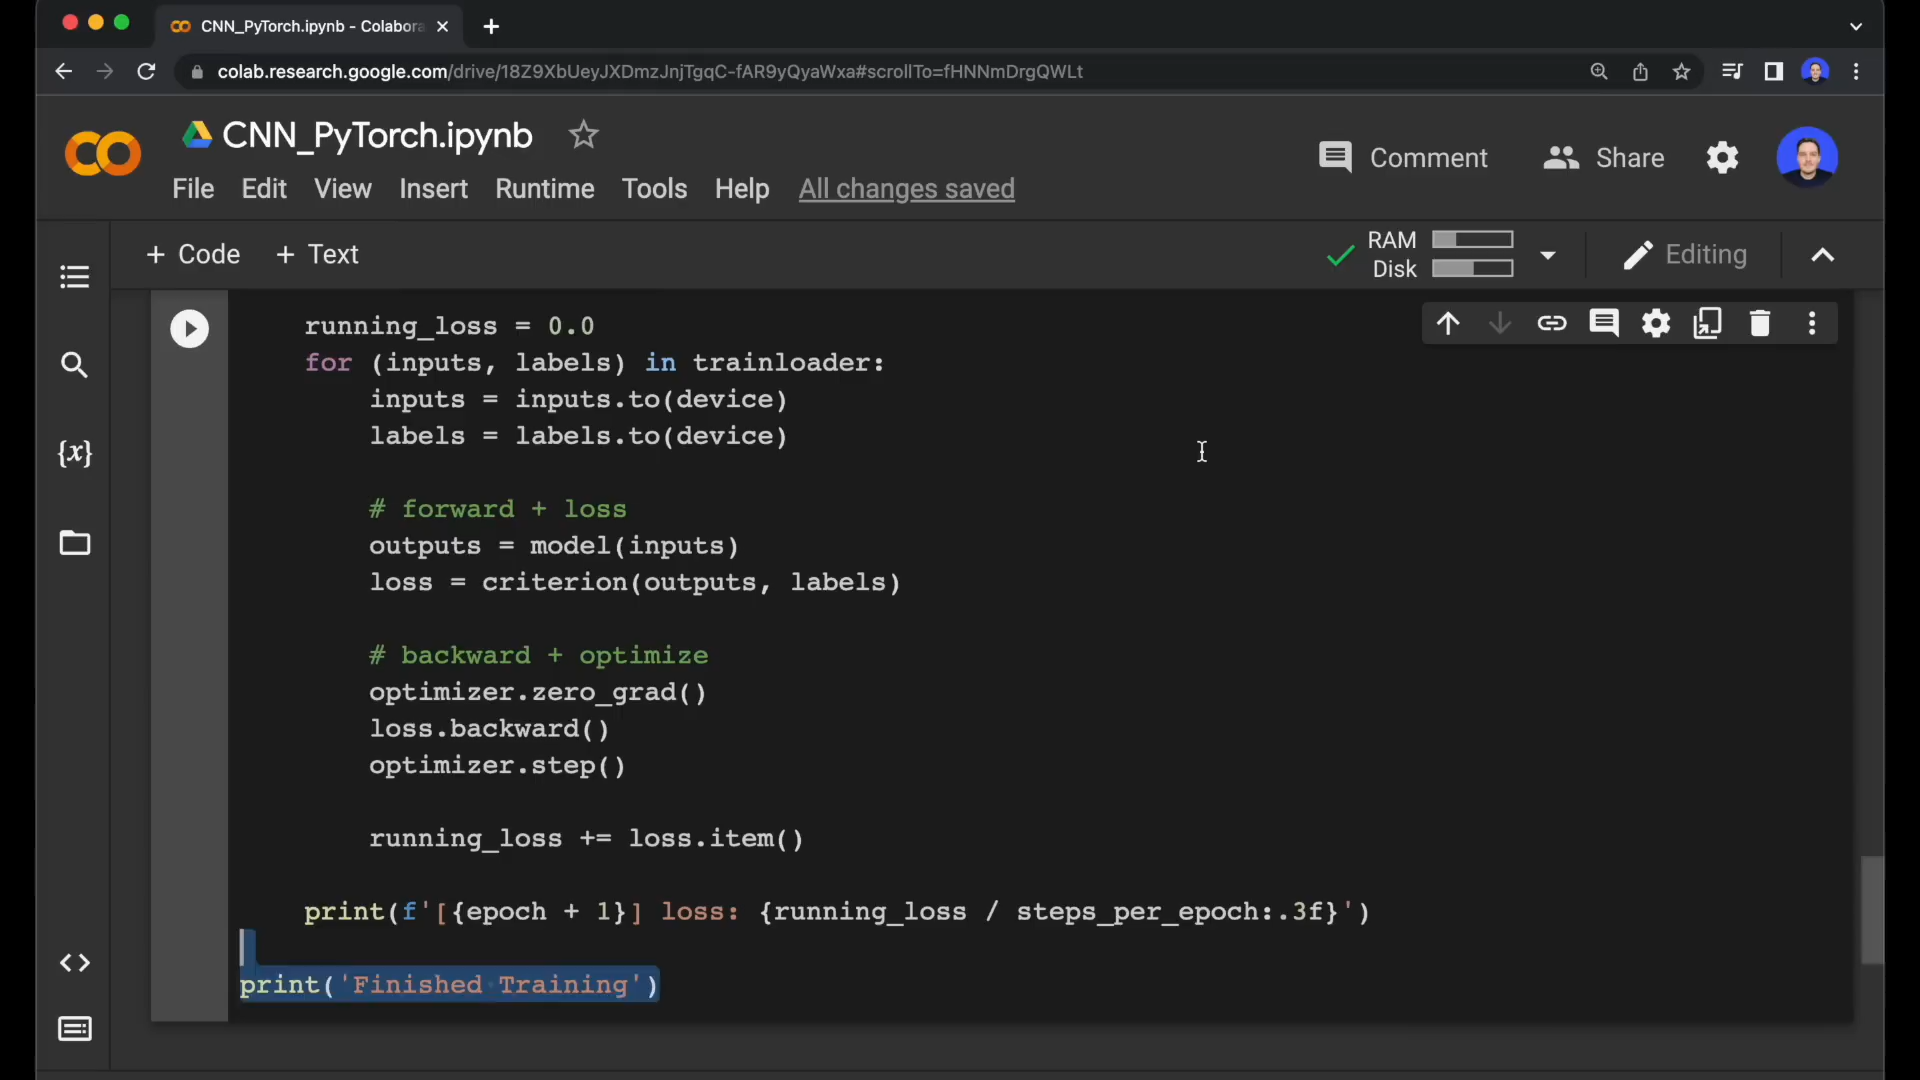 CNN_PyTorch.ipynb - Colabora
colab.research.google.com/drive/18Z9XbUeyJXDmzJnjTgqC-fAR9yQyaWxa#scrollTo=fHNNmDrgQWLt
CNN_PyTorch.ipynb
Comment
Share
File Edit View Insert Runtime Tools Help All changes saved
+ Code + Text
RAM
Disk
Editing
running_loss = 0.0
for (inputs, labels) in trainloader:
inputs = inputs.to(device)
labels = labels.to(device)
# forward + loss
outputs = model(inputs)
loss = criterion(outputs, labels)
# backward + optimize
optimizer.zero_grad()
loss.backward()
optimizer.step()
running_loss += loss.item()
print(f'[{epoch + 1}] loss: {running_loss / steps_per_epoch:.3f}')
print('Finished Training')
{x}